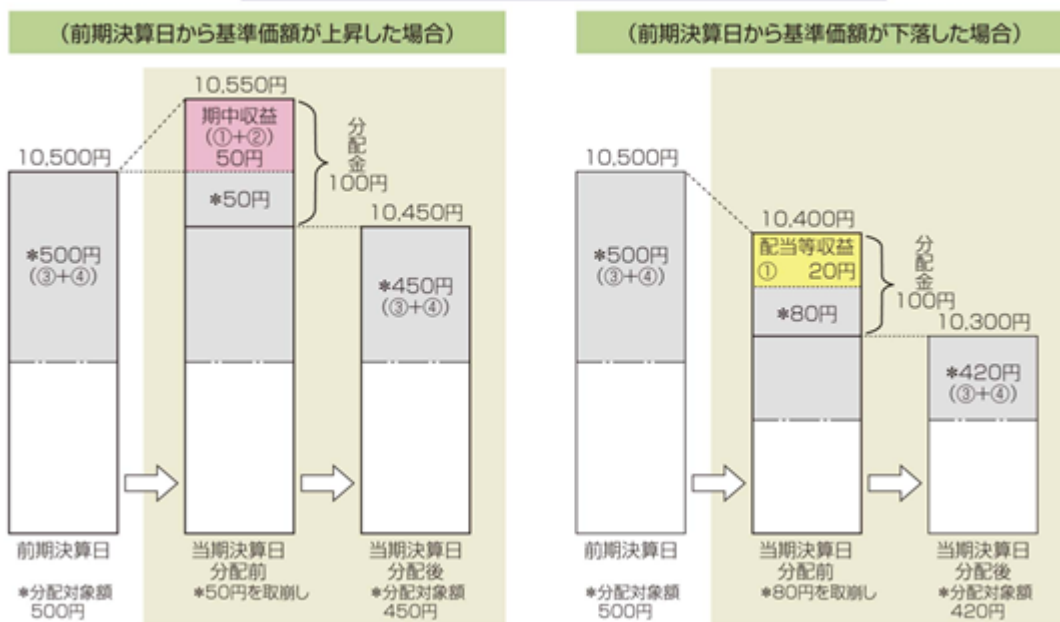 (前期決算日から基準価額が上昇した場合)
10,550円
期中収益
(①+②)
50円
分配金
100円
10,500円
*50円
10,450円
*500円
(③+④)
*450円
(③+④)
前期決算日
当期決算日
分配前
当期決算日
分配後
*分配対象額
500円
*50円を取崩し
*分配対象額
450円
(前期決算日から基準価額が下落した場合)
10,500円
10,400円
配当等収益
① 20円
分配金
100円
*500円
(③+④)
*80円
10,300円
*420円
(③+④)
前期決算日
当期決算日
分配前
当期決算日
分配後
*分配対象額
500円
*80円を取崩し
*分配対象額
420円